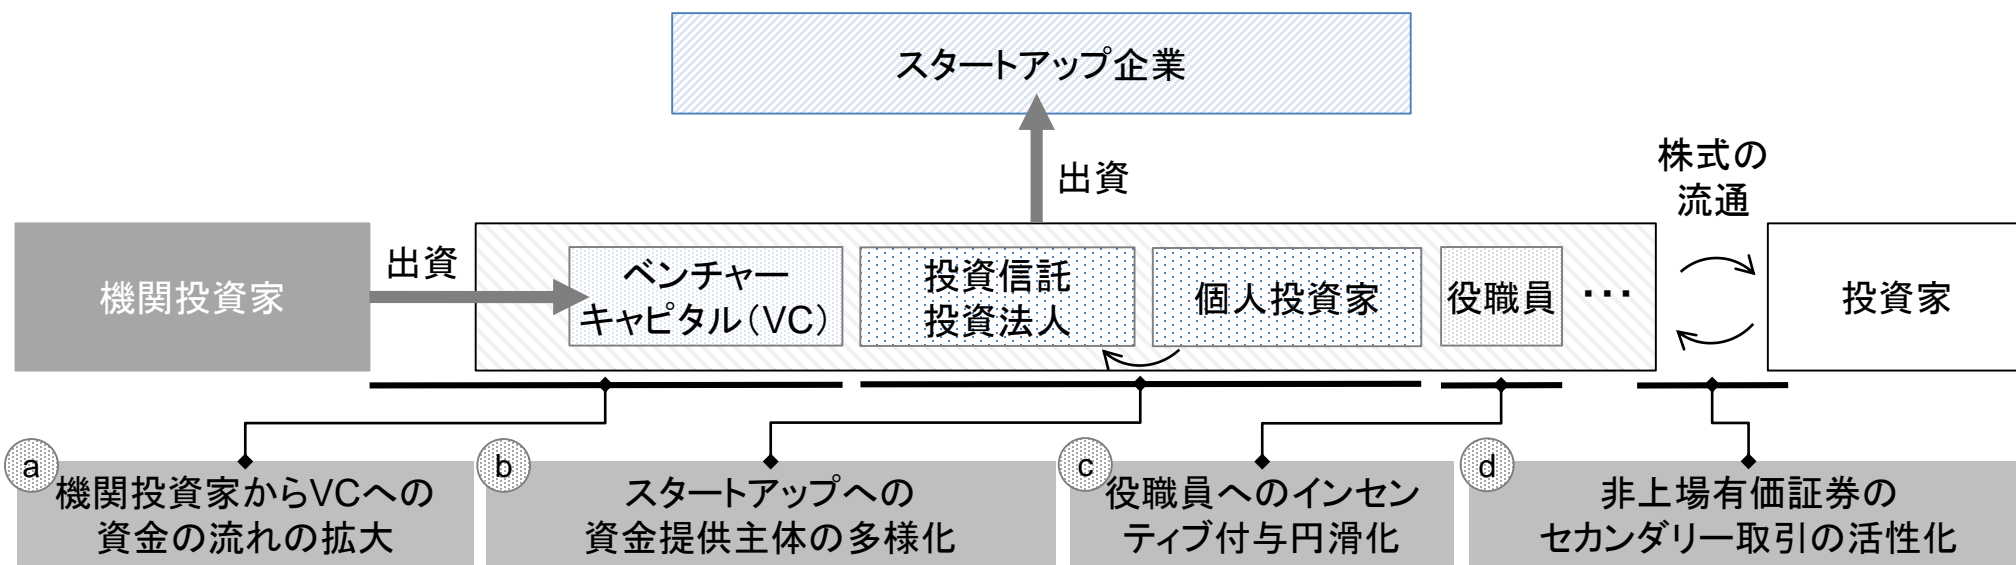 スタートアップ企業
出資
株式の
流通
機関投資家
出資
ベンチャー
キャピタル(VC)
投資信託
投資法人
個人投資家
役職員
･･･
投資家
a
機関投資家からVCへの
資金の流れの拡大
b
スタートアップへの
資金提供主体の多様化
c
役職員へのインセン
ティブ付与円滑化
d
非上場有価証券の
セカンダリー取引の活性化